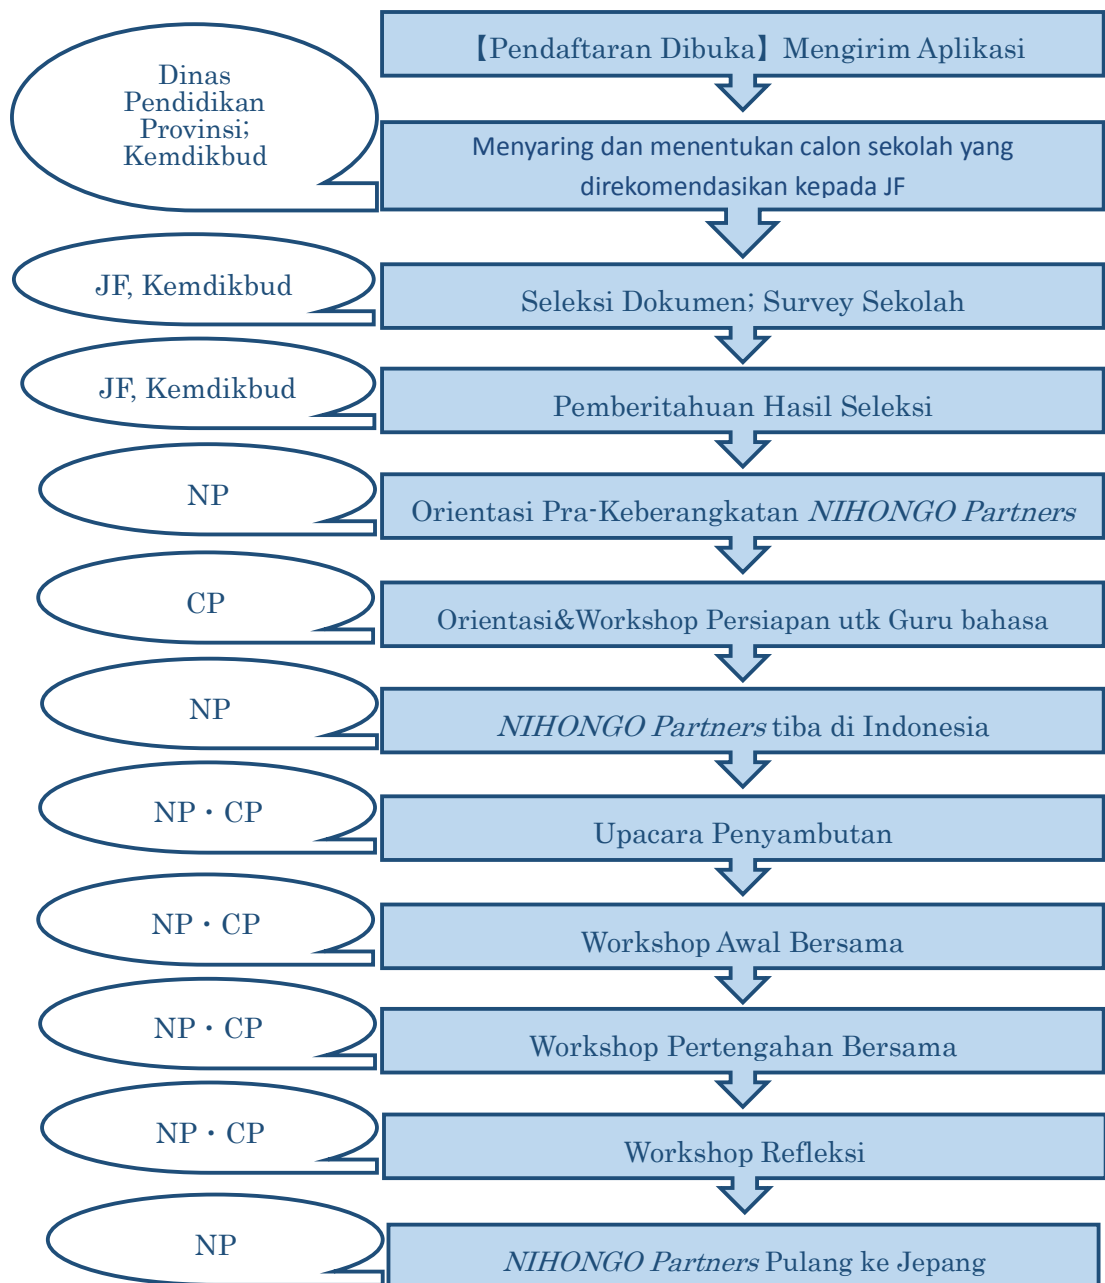 【Pendaftaran Dibuka】Mengirim Aplikasi
Dinas
Pendidikan
Provinsi;
Kemdikbud
Menyaring dan menentukan calon sekolah yang
direkomendasikan kepada JF
JF, Kemdikbud
Seleksi Dokumen; Survey Sekolah
JF, Kemdikbud
Pemberitahuan Hasil Seleksi
NP
Orientasi Pra-Keberangkatan NIHONGO Partners
CP
Orientasi&Workshop Persiapan utk Guru bahasa
NP
NIHONGO Partners tiba di Indonesia
NP・CP
Upacara Penyambutan
NP・CP
Workshop Awal Bersama
NP・CP
Workshop Pertengahan Bersama
NP・CP
Workshop Refleksi
NP
NIHONGO Partners Pulang ke Jepang